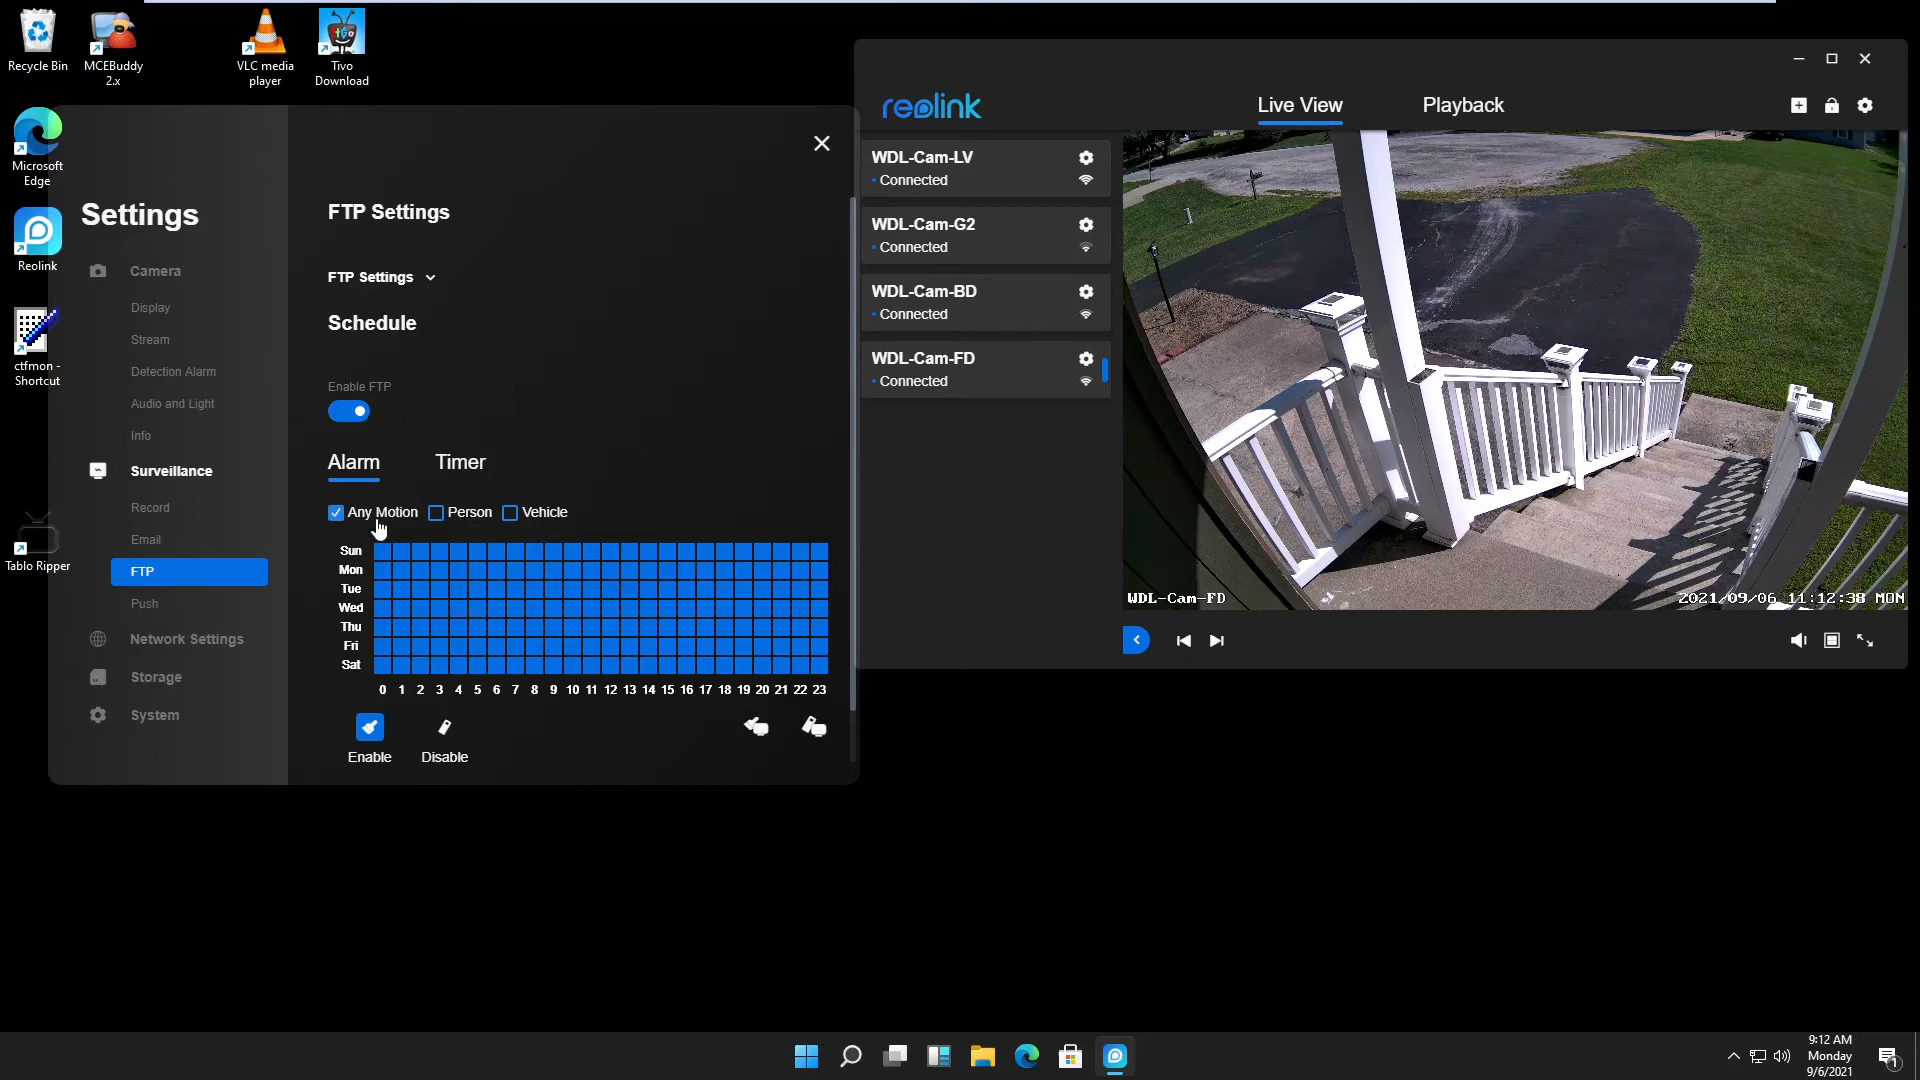 Recycle Bin
MCEBuddy
2.x
VLC media
player
Tivo
Download
Microsoft
Edge
Reolink
ctfmon -
Shortcut
Tablo Ripper
Settings
Camera
Display
Stream
Detection Alarm
Audio and Light
Info
Surveillance
Record
Email
FTP
Push
Network Settings
Storage
System
FTP Settings
FTP Settings
Schedule
Enable FTP
Alarm Timer
Any Motion Person Vehicle
Sun
Mon
Tue
Wed
Thu
Fri
Sat
0 1 2 3 4 5 6 7 8 9 10 11 12 13 14 15 16 17 18 19 20 21 22 23
Enable Disable
reolink
Live View Playback
WDL-Cam-LV
Connected
WDL-Cam-G2
Connected
WDL-Cam-BD
Connected
WDL-Cam-FD
Connected
WDL-Cam-FD 2021/09/06 11:12:38 MON
9:12 AM
Monday
9/6/2021
1